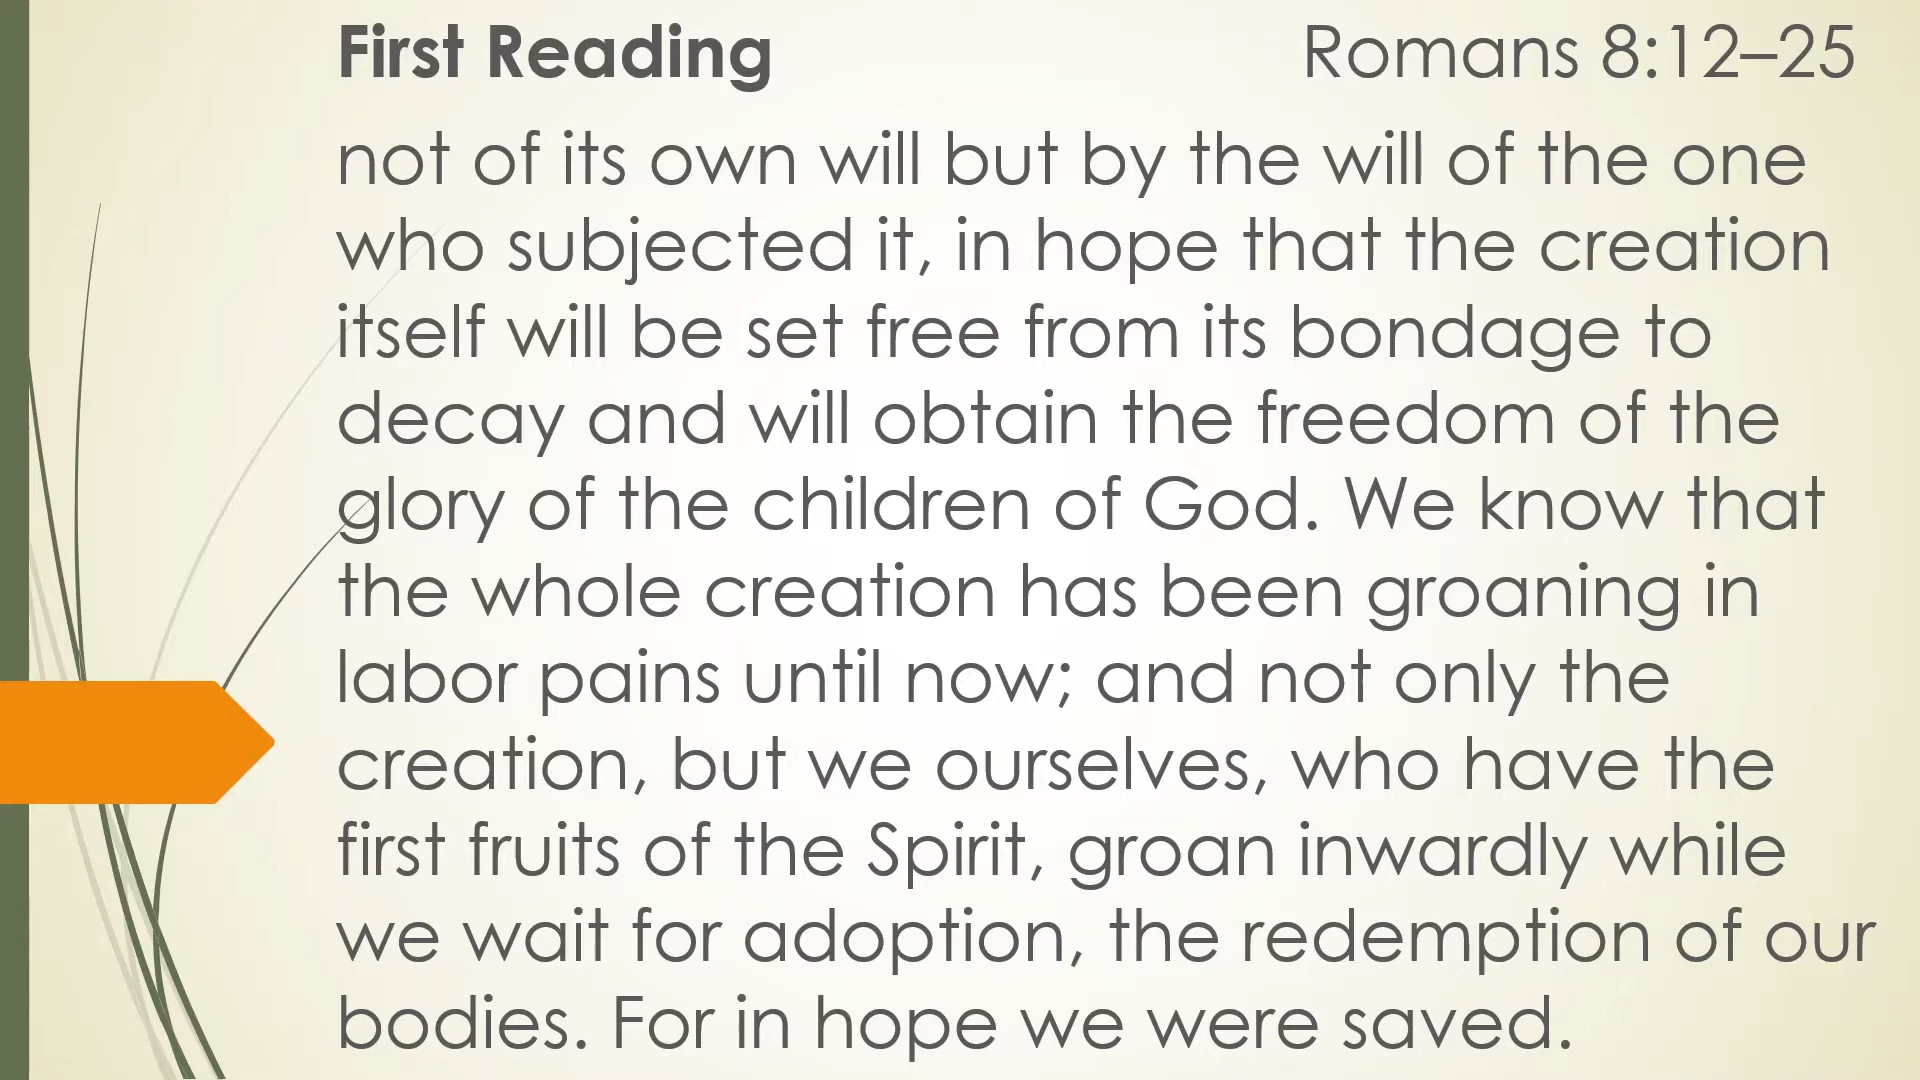 First Reading Romans 8:12–25
not of its own will but by the will of the one
who subjected it, in hope that the creation
itself will be set free from its bondage to
decay and will obtain the freedom of the
glory of the children of God. We know that
the whole creation has been groaning in
labor pains until now; and not only the
creation, but we ourselves, who have the
first fruits of the Spirit, groan inwardly while
we wait for adoption, the redemption of our
bodies. For in hope we were saved.